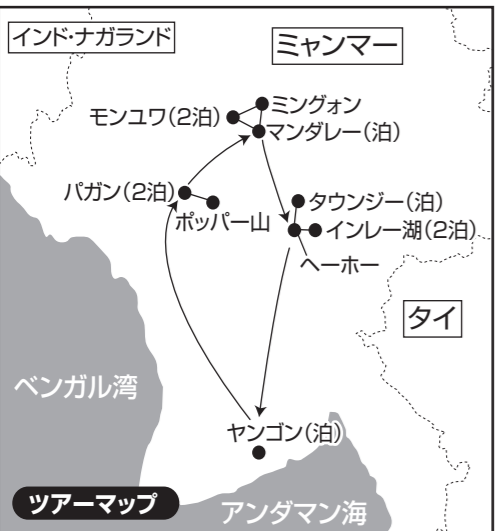 インド・ナガランド
ミャンマー
モンユワ(2泊)
ミングォン
マンダレー(泊)
パガン(2泊)
ポッパー山
タウンジー(泊)
インレー湖(2泊)
ヘーホー
タイ
ベンガル湾
ヤンゴン(泊)
ツアーマップ
アンダマン海